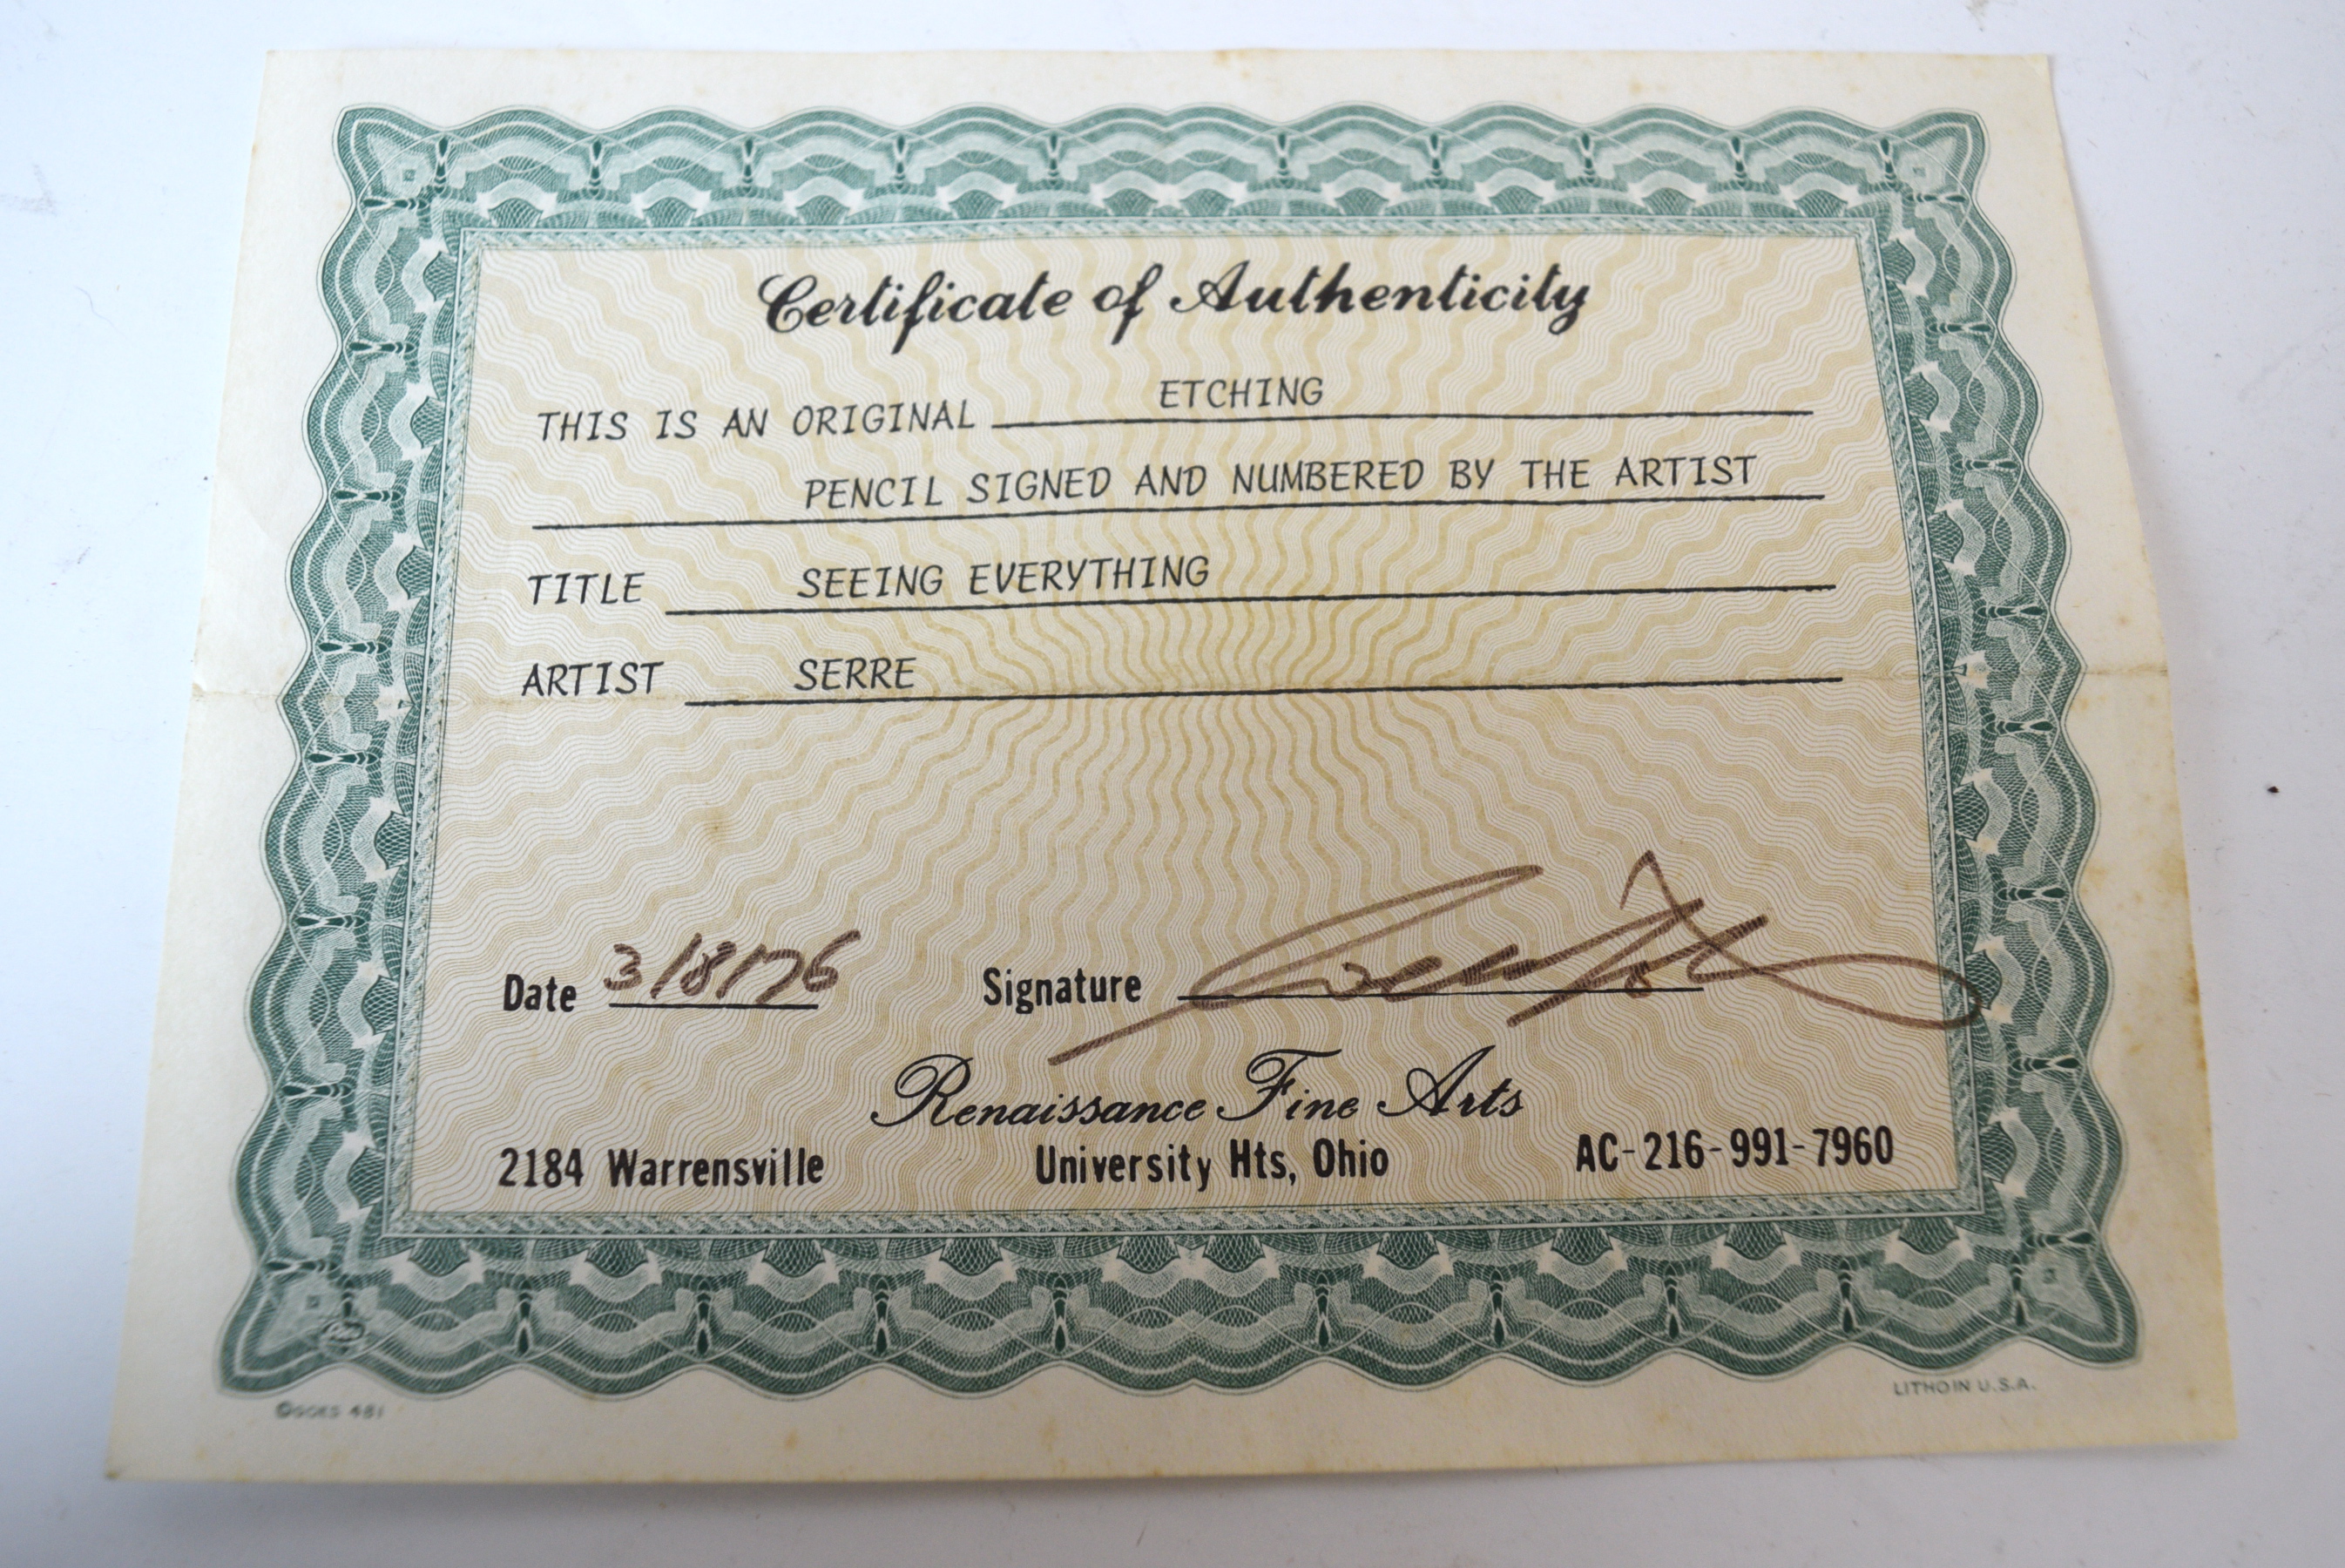 Certificate of Authenticity
THIS IS AN ORIGINAL ETCHING
PENCIL SIGNED AND NUMBERED BY THE ARTIST
TITLE SEEING EVERYTHING
ARTIST SERRE
Date 3/8/76 Signature
Renaissance Fine Arts
2184 Warrensville University Hts, Ohio AC-216-991-7960
©GOES 481 LITHO IN U.S.A.